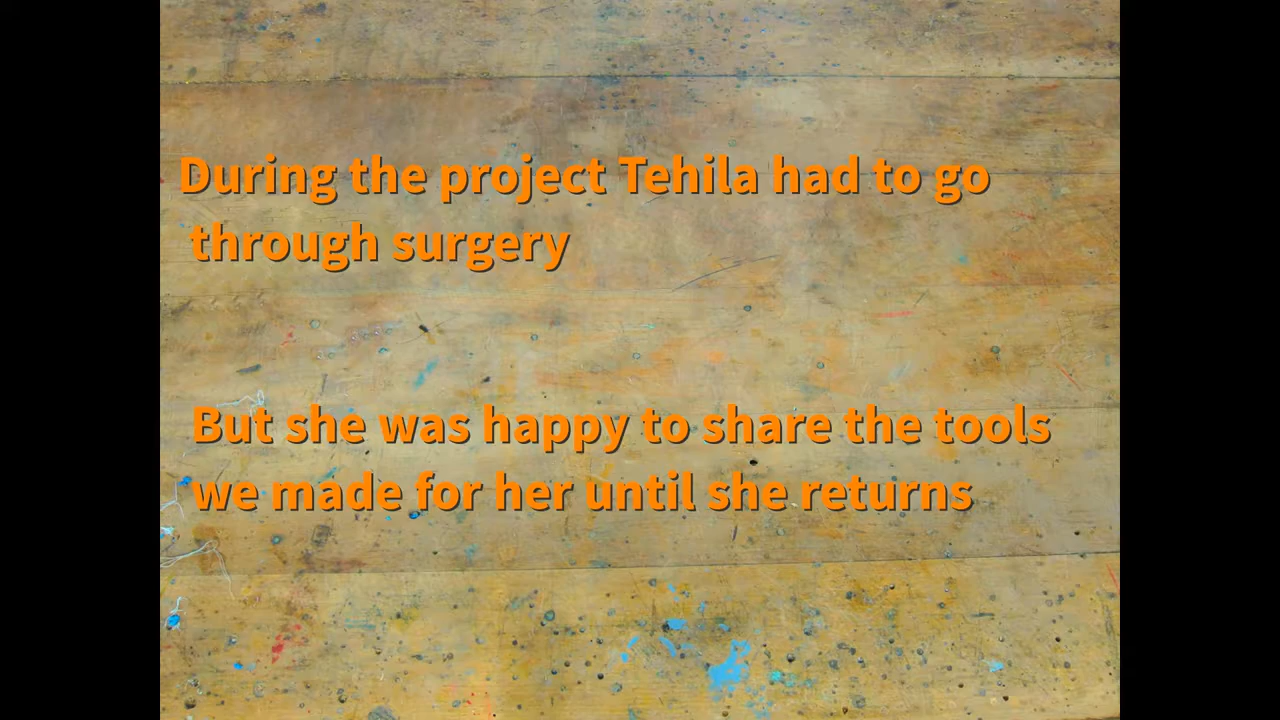 During the project Tehila had to go
through surgery
But she was happy to share the tools
we made for her until she returns